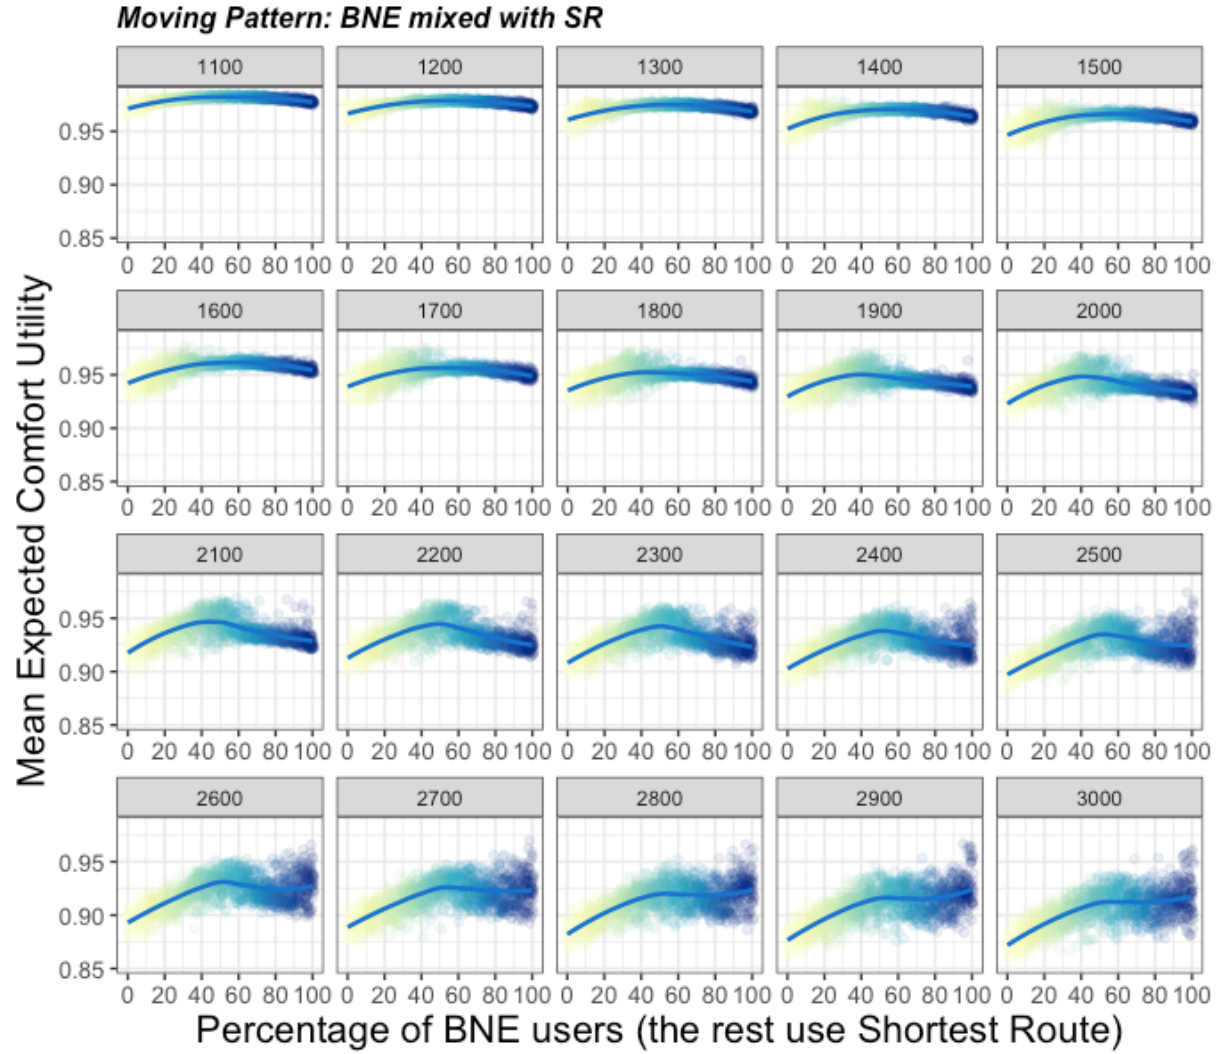 Moving Pattern: BNE mixed with SR
1100 1200 1300 1400 1500
0.95
0.90
0.85
0 20 40 60 80 100 0 20 40 60 80 100 0 20 40 60 80 100 0 20 40 60 80 100 0 20 40 60 80 100
1600 1700 1800 1900 2000
0.95
0.90
0.85
0 20 40 60 80 100 0 20 40 60 80 100 0 20 40 60 80 100 0 20 40 60 80 100 0 20 40 60 80 100
2100 2200 2300 2400 2500
0.95
0.90
0.85
0 20 40 60 80 100 0 20 40 60 80 100 0 20 40 60 80 100 0 20 40 60 80 100 0 20 40 60 80 100
2600 2700 2800 2900 3000
0.95
0.90
0.85
0 20 40 60 80 100 0 20 40 60 80 100 0 20 40 60 80 100 0 20 40 60 80 100 0 20 40 60 80 100
Mean Expected Comfort Utility
Percentage of BNE users (the rest use Shortest Route)